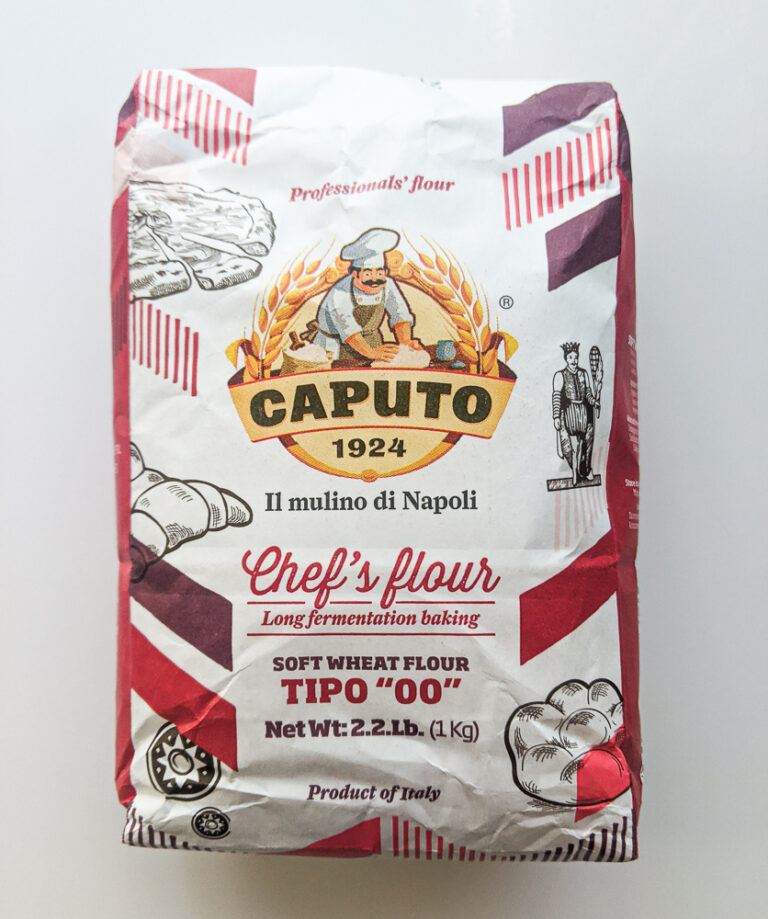 Professionals' flour
®
CAPUTO
1924
Il mulino di Napoli
Chef's flour
Long fermentation baking
SOFT WHEAT FLOUR
TIPO "00"
Net Wt: 2.2.Lb. (1 Kg)
Product of Italy